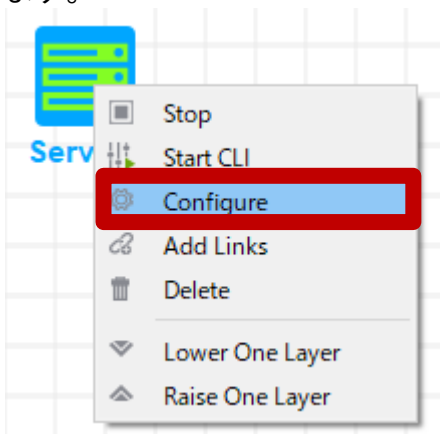 Serv
Stop
Start CLI
Configure
Add Links
Delete
Lower One Layer
Raise One Layer